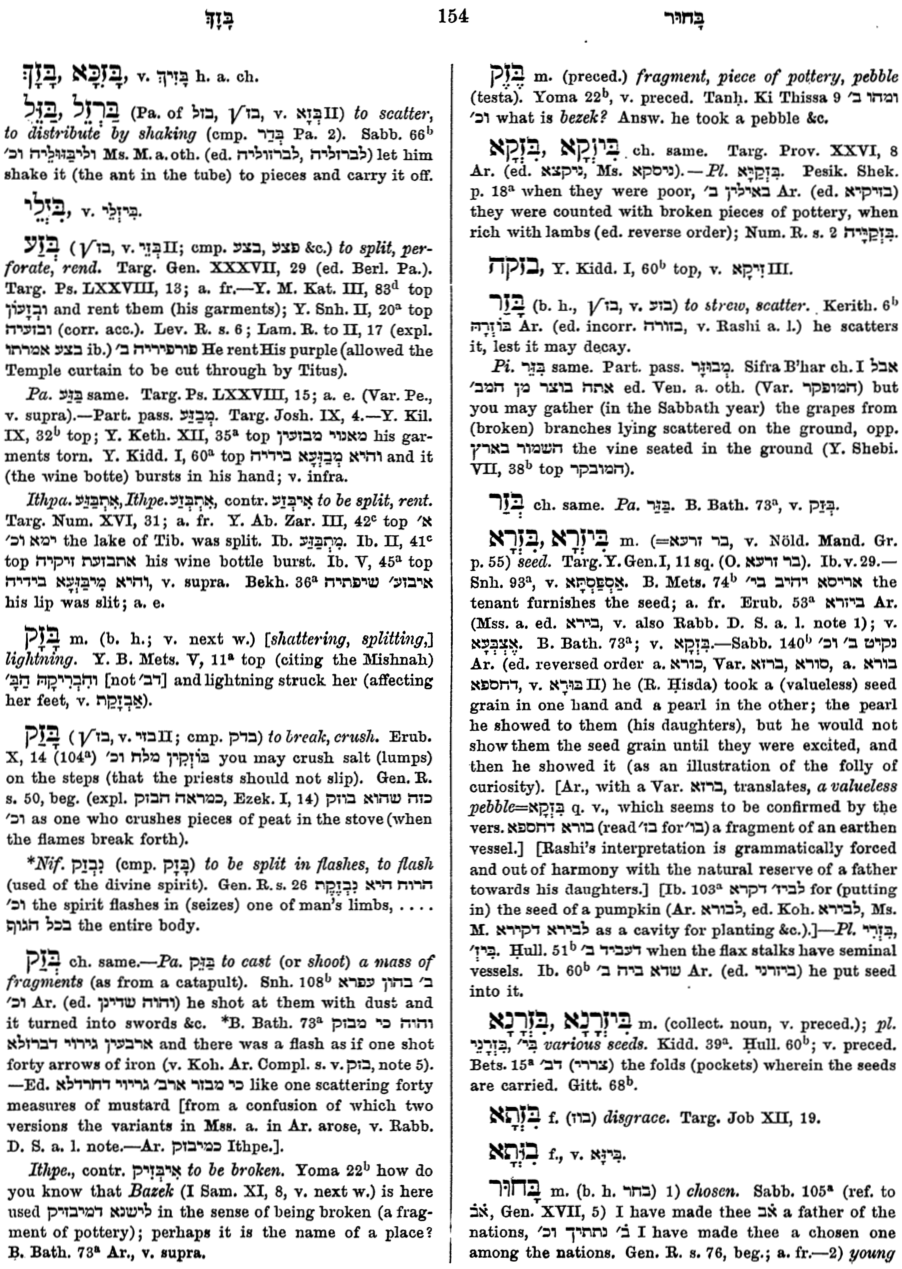 בָּזָךְ 154 בָּחוּר
בָּזָךְ, בָּזְכָּא, v. בָּזִיךְ h. a. ch.
בַּרְזֵל, בַּזֵּל (Pa. of בזל, √בז, v. בְּזָא II) to scatter,
to distribute by shaking (cmp. בְּדַר Pa. 2). Sabb. 66b
וליבַזּוּלֵיהּ וכ׳ Ms. M. a. oth. (ed. לברזוליה, לברזליה) let him
shake it (the ant in the tube) to pieces and carry it off.
בִּזְלֵי, v. בִּיזְלֵי.
בְּזַע (√בז, v. בְּזֵי II; cmp. בצע, פצע &c.) to split, per-
forate, rend. Targ. Gen. XXXVII, 29 (ed. Berl. Pa.).
Targ. Ps. LXXVIII, 13; a. fr.—Y. M. Kat. III, 83d top
וּבְזָעוֹן and rent them (his garments); Y. Snh. II, 20a top
ובזעיה (corr. acc.). Lev. R. s. 6; Lam. R. to II, 17 (expl.
בצע אמרתו ib.) ב׳ פורפיריה He rent His purple (allowed the
Temple curtain to be cut through by Titus).
Pa. בַּזַּע same. Targ. Ps. LXXVIII, 15; a. e. (Var. Pe.,
v. supra).—Part. pass. מְבַזַּע. Targ. Josh. IX, 4.—Y. Kil.
IX, 32b top; Y. Keth. XII, 35a top מאנוי מבזעין his gar-
ments torn. Y. Kidd. I, 60a top והיא מְבַזְּעָא בידיה and it
(the wine botte) bursts in his hand; v. infra.
Ithpa. אִתְבַּזַּע, Ithpe. אִתְבְּזַע, contr. אִיבְּזַע to be split, rent.
Targ. Num. XVI, 31; a. fr. Y. Ab. Zar. III, 42c top א׳
ימא וכ׳ the lake of Tib. was split. Ib. מִתְבַּזַּע. Ib. II, 41c
top אתבזעת זיקיה his wine bottle burst. Ib. V, 45a top
והיא מִיבַּזְּעָא בידיה, v. supra. Bekh. 36a איבזע׳ שיפתיה
his lip was slit; a. e.
בָּזָק m. (b. h.; v. next w.) [shattering, splitting,]
lightning. Y. B. Mets. V, 11a top (citing the Mishnah)
והִבְרִיקָהּ הַבָּ׳ [not דב׳] and lightning struck her (affecting
her feet, v. אַבְזָקַת).
בָּזַק (√בז, v. בזר II; cmp. בדק) to break, crush. Erub.
X, 14 (104a) בּוֹזְקִין מלח וכ׳ you may crush salt (lumps)
on the steps (that the priests should not slip). Gen. R.
s. 50, beg. (expl. כמראה הבזק, Ezek. I, 14) כזה שהוא בוזק
וכ׳ as one who crushes pieces of peat in the stove (when
the flames break forth).
*Nif. נִבְזַק (cmp. בָּזָק) to be split in flashes, to flash
(used of the divine spirit). Gen. R. s. 26 הרוח היא נִבְזֶקֶת
וכ׳ the spirit flashes in (seizes) one of man's limbs, . . . .
בכל הגוף the entire body.
בְּזַק ch. same.—Pa. בַּזֵּק to cast (or shoot) a mass of
fragments (as from a catapult). Snh. 108b ב׳ בהון עפרא
וכ׳ Ar. (ed. והוה שדינן) he shot at them with dust and
it turned into swords &c. *B. Bath. 73a והוה כי מבזק
ארבעין גירוי דברזלא and there was a flash as if one shot
forty arrows of iron (v. Koh. Ar. Compl. s. v. בזק, note 5).
—Ed. כי מבזר ארב׳ גריווי דחרדלא like one scattering forty
measures of mustard [from a confusion of which two
versions the variants in Mss. a. in Ar. arose, v. Rabb.
D. S. a. l. note.—Ar. כמיבזק Ithpe.].
Ithpe., contr. אִיבְּזֵיק to be broken. Yoma 22b how do
you know that Bazek (I Sam. XI, 8, v. next w.) is here
used לישנא דמיבזיק in the sense of being broken (a frag-
ment of pottery); perhaps it is the name of a place?
B. Bath. 73a Ar., v. supra.
בֶּזֶק m. (preced.) fragment, piece of pottery, pebble
(testa). Yoma 22b, v. preced. Tanḥ. Ki Thissa 9 ומהו ב׳
וכ׳ what is bezek? Answ. he took a pebble &c.
בִּיזְקָא, בִּזְקָא ch. same. Targ. Prov. XXVI, 8
Ar. (ed. ניקצא, Ms. ניסקא).—Pl. בִּזְקַיָּא. Pesik. Shek.
p. 18a when they were poor, באילין ב׳ Ar. (ed. בזדקיא)
they were counted with broken pieces of pottery, when
rich with lambs (ed. reverse order); Num. R. s. 2 בִּזְקַיָּיה.
בוזקה, Y. Kidd. I, 60b top, v. זִיקָא III.
בָּזַר (b. h., √בז, v. בזע) to strew, scatter. Kerith. 6b
בּוֹזְרָהּ Ar. (ed. incorr. בזורה, v. Rashi a. l.) he scatters
it, lest it may decay.
Pi. בִּזֵּר same. Part. pass. מְבוּזָּר. Sifra B'har ch. I אבל
אתה בוצר מן המב׳ ed. Ven. a. oth. (Var. המופקר) but
you may gather (in the Sabbath year) the grapes from
(broken) branches lying scattered on the ground, opp.
השמור בארץ the vine seated in the ground (Y. Shebi.
VII, 38b top המובקר).
בְּזַר ch. same. Pa. בַּזַּר. B. Bath. 73a, v. בְּזַק.
בִּיזְרָא, בִּזְרָא m. (=בר זרעא, v. Nöld. Mand. Gr.
p. 55) seed. Targ. Y. Gen. I, 11 sq. (O. בר זרעא). Ib. v. 29.—
Snh. 93a, v. אַסְפַּסְתָּא. B. Mets. 74b אריסא יהיב בי׳ the
tenant furnishes the seed; a. fr. Erub. 53a ביזרא Ar.
(Mss. a. ed. בירא, v. also Rabb. D. S. a. l. note 1); v.
אֶצְבְּעָא. B. Bath. 73a; v. בִּזְקָא.—Sabb. 140b נקיט ב׳ וכ׳
Ar. (ed. reversed order a. כורא, Var. סורא, ברזא, a. בורא
דחספא, v. בּוּרָא II) he (R. Ḥisda) took a (valueless) seed
grain in one hand and a pearl in the other; the pearl
he showed to them (his daughters), but he would not
show them the seed grain until they were excited, and
then he showed it (as an illustration of the folly of
curiosity). [Ar., with a Var. ברזא, translates, a valueless
pebble=בִּזְקָא q. v., which seems to be confirmed by the
vers. בורא דחספא (read בז׳ for בו׳) a fragment of an earthen
vessel.] [Rashi's interpretation is grammatically forced
and out of harmony with the natural reserve of a father
towards his daughters.] [Ib. 103a לביז׳ דקרא for (putting
in) the seed of a pumpkin (Ar. לבורא, ed. Koh. לבירא, Ms.
M. לבירא דקירא as a cavity for planting &c.).]—Pl. בִּזְרֵי,
בִּיזְ׳. Ḥull. 51b דעביד ב׳ when the flax stalks have seminal
vessels. Ib. 60b שדא ביה ב׳ Ar. (ed. ביזרני) he put seed
into it.
בִּיזְרָנָא, בִּזְרָנָא m. (collect. noun, v. preced.); pl.
בִּזְרָנֵי, בִּי׳ various seeds. Kidd. 39a. Ḥull. 60b; v. preced.
Bets. 15a דב׳ (צררי) the folds (pockets) wherein the seeds
are carried. Gitt. 68b.
בִּזְתָא f. (בוז) disgrace. Targ. Job XII, 19.
בִּזְּתָא f., v. בִּיזָּא.
בָּחוּר m. (b. h. בחר) 1) chosen. Sabb. 105a (ref. to
אב, Gen. XVII, 5) I have made thee אב a father of the
nations, ב׳ נתתיך וכ׳ I have made thee a chosen one
among the nations. Gen. R. s. 76, beg.; a. fr.—2) young